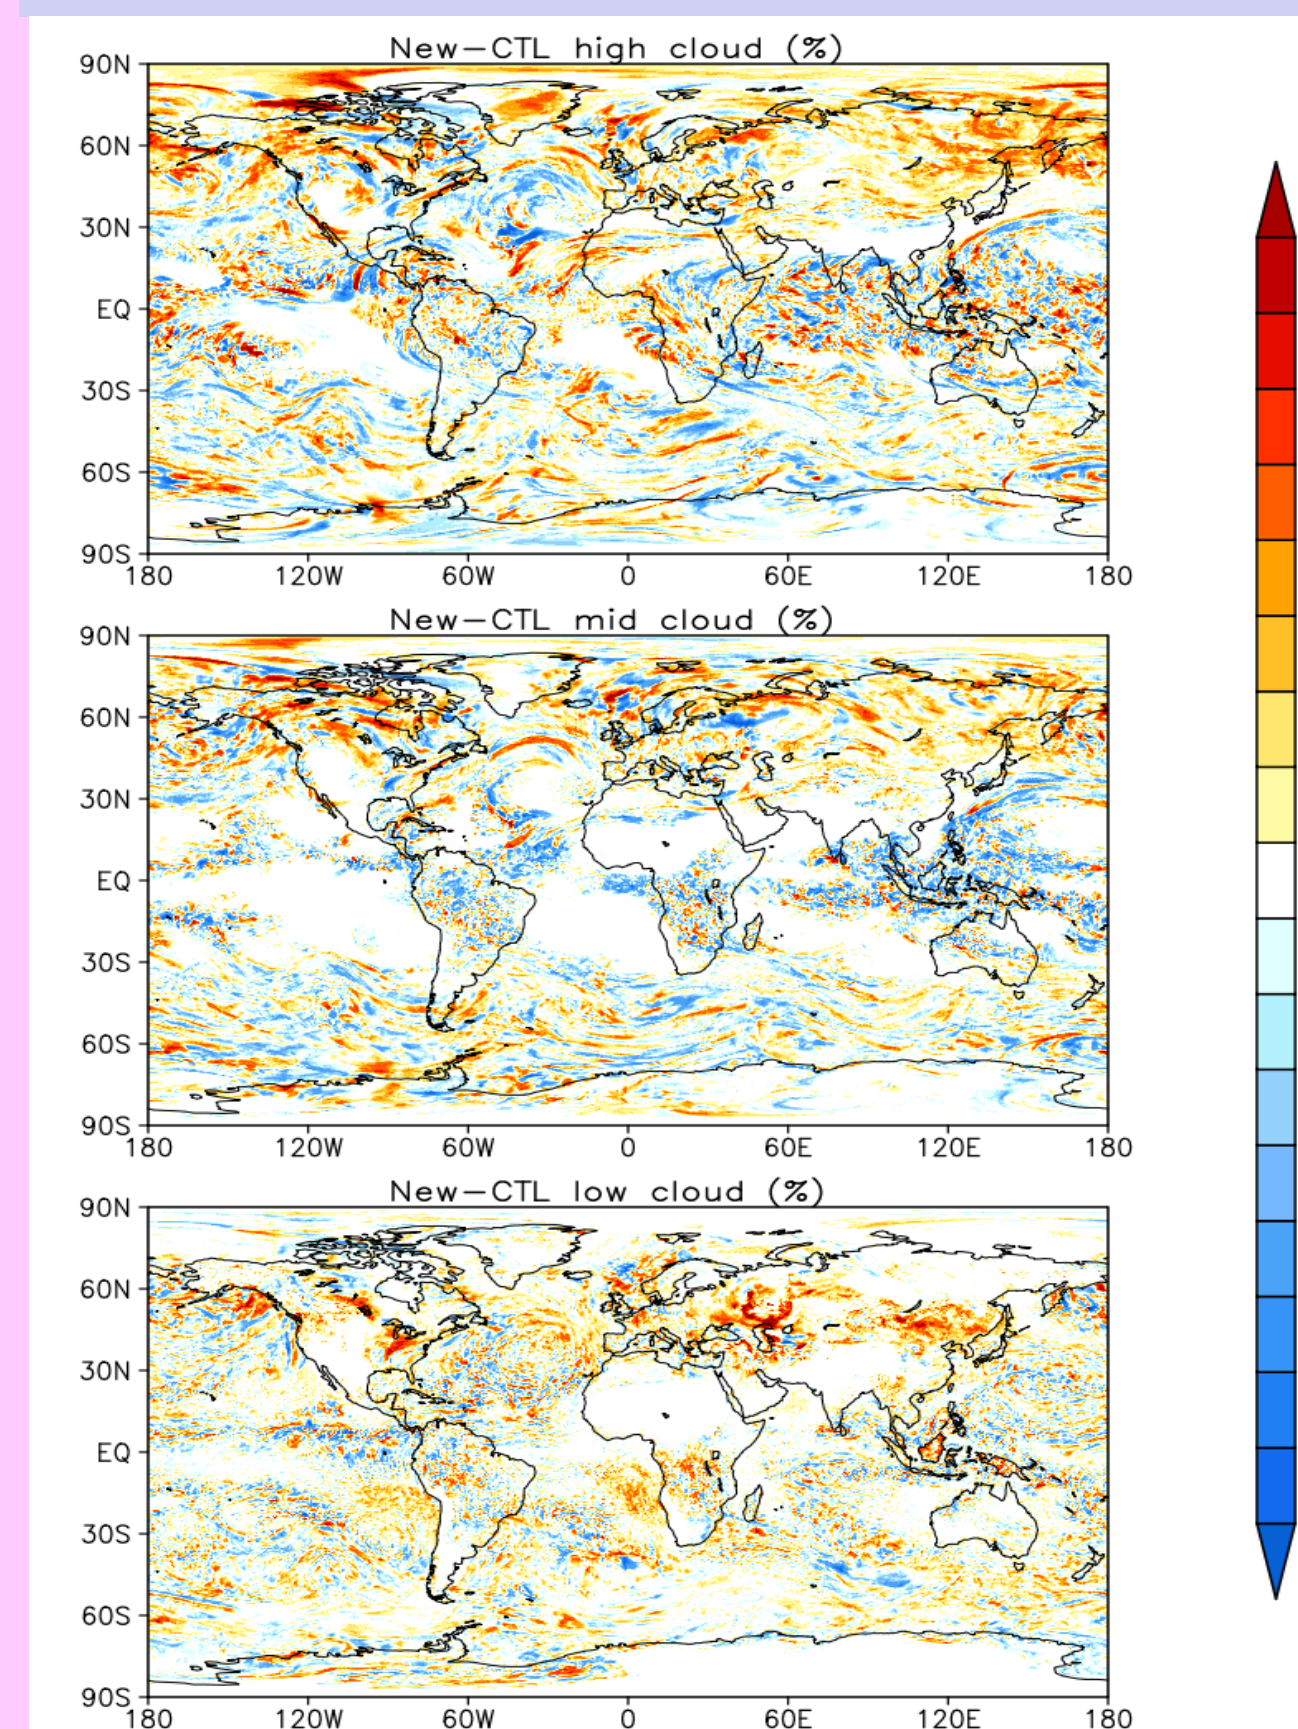 New−CTL high cloud (%)
90N
60N
30N
EQ
30S
60S
90S
180 120W 60W 0 60E 120E 180
New−CTL mid cloud (%)
90N
60N
30N
EQ
30S
60S
90S
180 120W 60W 0 60E 120E 180
New−CTL low cloud (%)
90N
60N
30N
EQ
30S
60S
90S
180 120W 60W 0 60E 120E 180